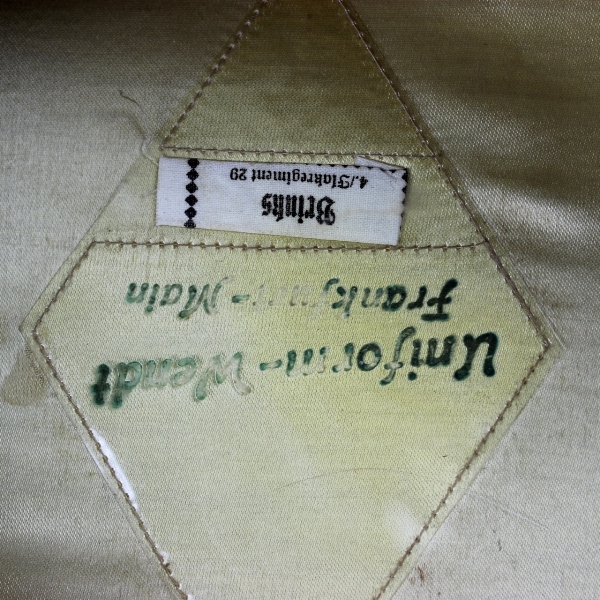 Uniform-Wendt
Frankfurt-Main
Brinks
4./Flakregiment 29